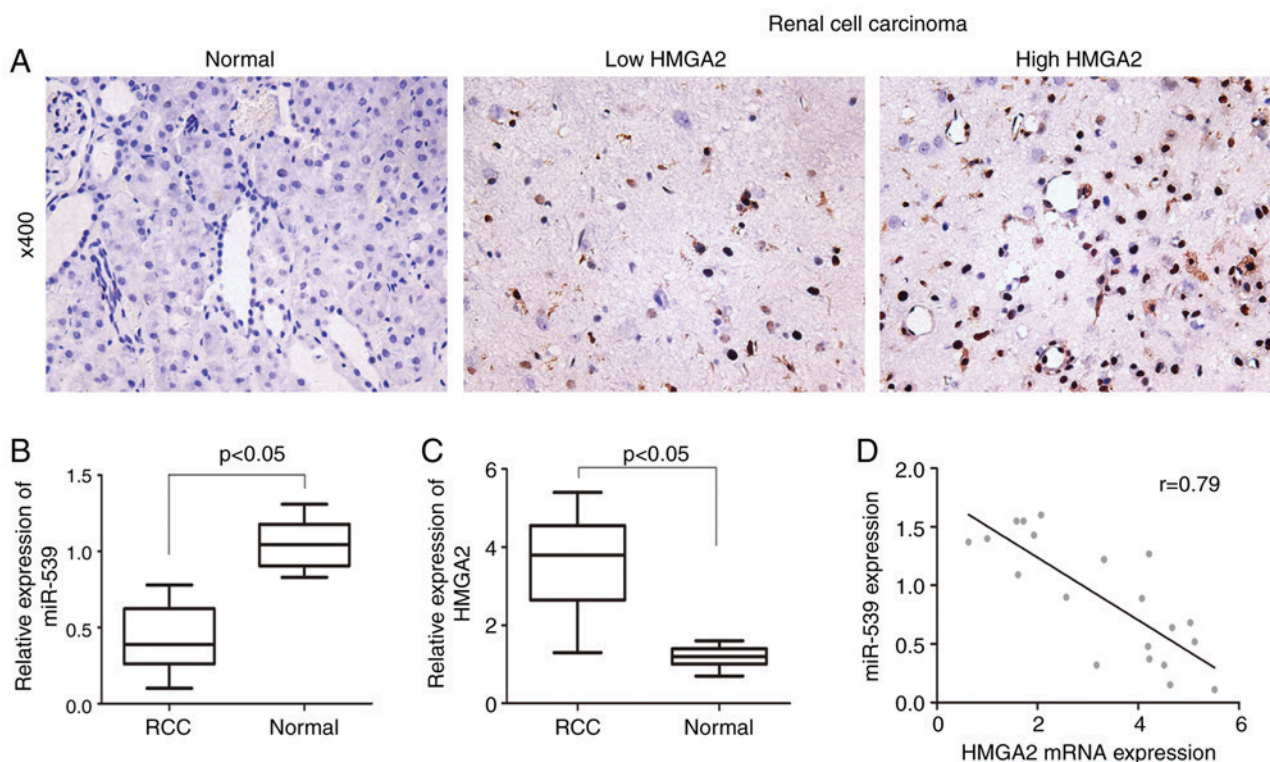 Renal cell carcinoma
A
Normal
Low HMGA2
High HMGA2
x400
B
Relative expression of
miR-539
1.5
1.0
0.5
0.0
p<0.05
RCC
Normal
C
Relative expression of
HMGA2
6
4
2
0
p<0.05
RCC
Normal
D
miR-539 expression
2.0
1.5
1.0
0.5
0.0
r=0.79
0
2
4
6
HMGA2 mRNA expression